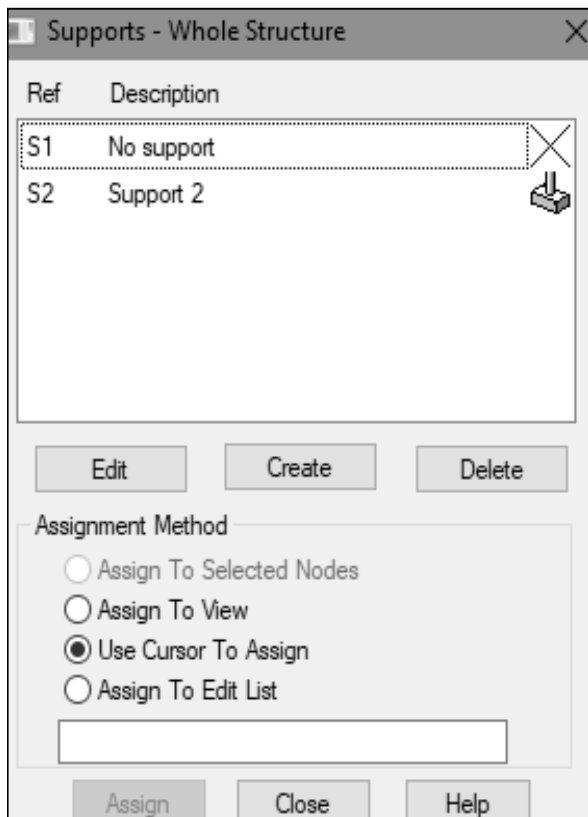 Supports - Whole Structure
Ref Description
S1 No support
S2 Support 2
Edit Create Delete
Assignment Method
Assign To Selected Nodes
Assign To View
Use Cursor To Assign
Assign To Edit List
Assign Close Help